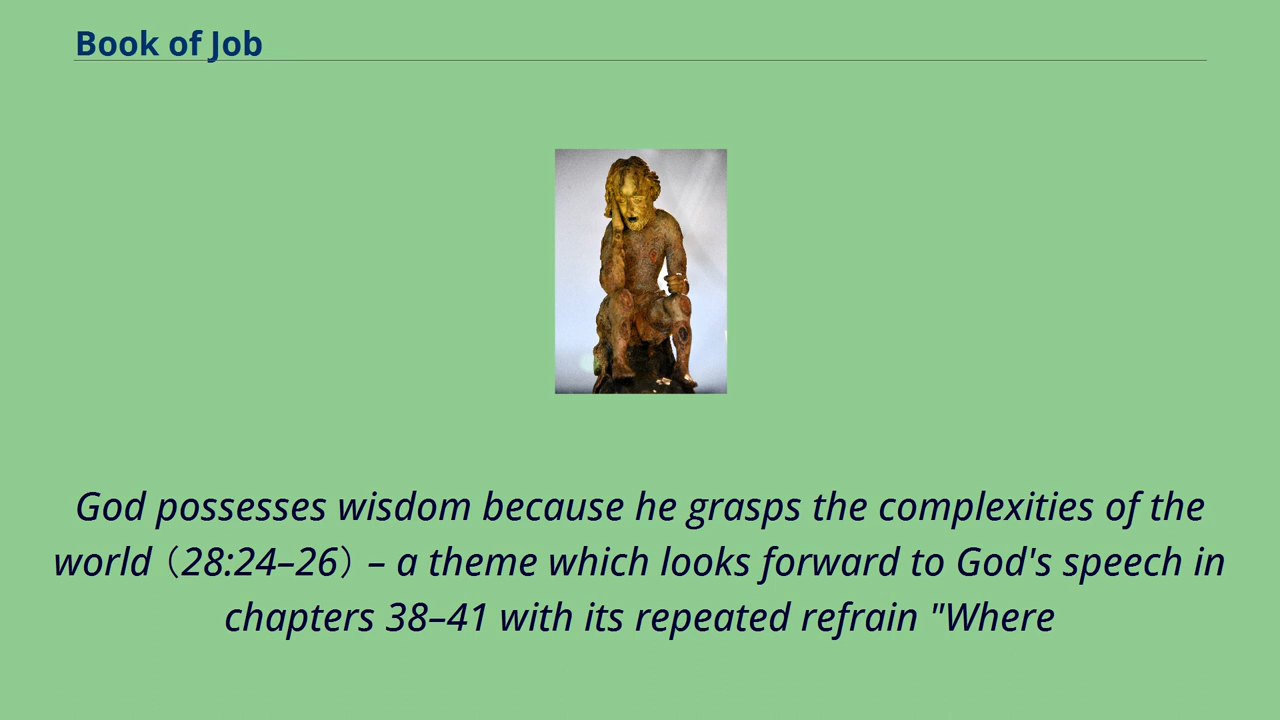 Book of Job
God possesses wisdom because he grasps the complexities of the
world（28:24–26）– a theme which looks forward to God's speech in
chapters 38–41 with its repeated refrain "Where